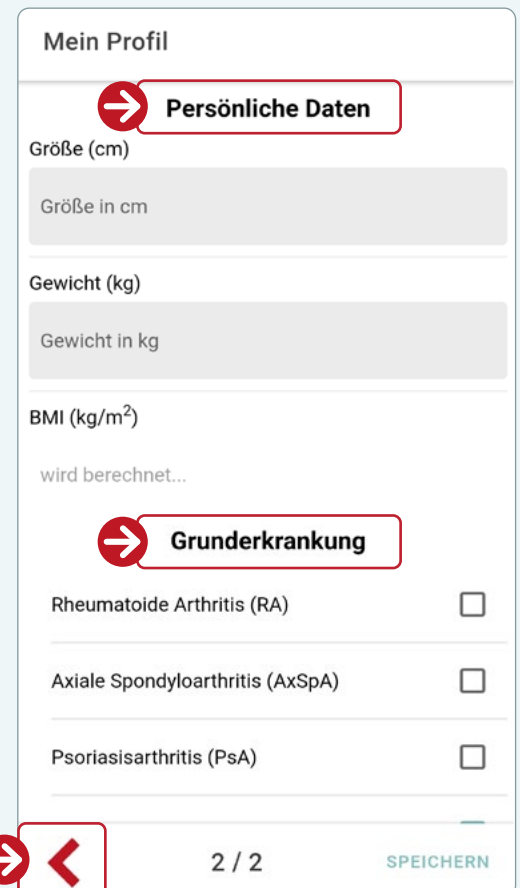 Mein Profil
Persönliche Daten
Größe (cm)
Größe in cm
Gewicht (kg)
Gewicht in kg
BMI (kg/m²)
wird berechnet...
Grunderkrankung
Rheumatoide Arthritis (RA)
Axiale Spondyloarthritis (AxSpA)
Psoriasisarthritis (PsA)
2 / 2 SPEICHERN